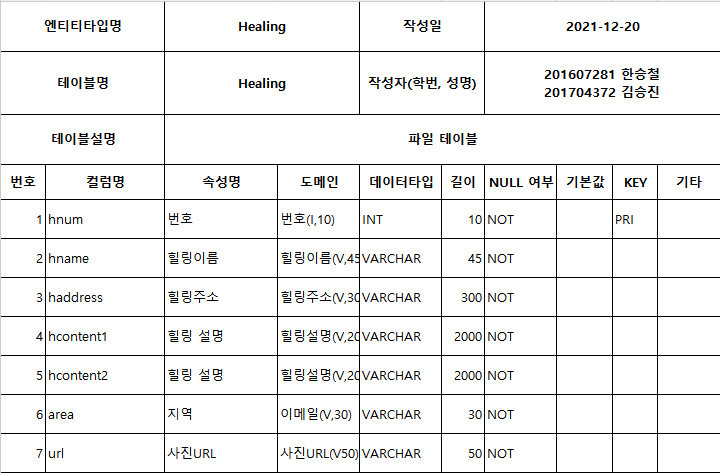 엔티티타입명 Healing 작성일 2021-12-20
테이블명 Healing 작성자(학번, 성명) 201607281 한승철
201704372 김승진
테이블설명 파일 테이블
번호 컬럼명 속성명 도메인 데이터타입 길이 NULL 여부 기본값 KEY 기타
1 hnum 번호 번호(I,10) INT 10 NOT PRI
2 hname 힐링이름 힐링이름(V,45 VARCHAR 45 NOT
3 haddress 힐링주소 힐링주소(V,30 VARCHAR 300 NOT
4 hcontent1 힐링 설명 힐링설명(V,20 VARCHAR 2000 NOT
5 hcontent2 힐링 설명 힐링설명(V,20 VARCHAR 2000 NOT
6 area 지역 이메일(V,30) VARCHAR 30 NOT
7 url 사진URL 사진URL(V50) VARCHAR 50 NOT